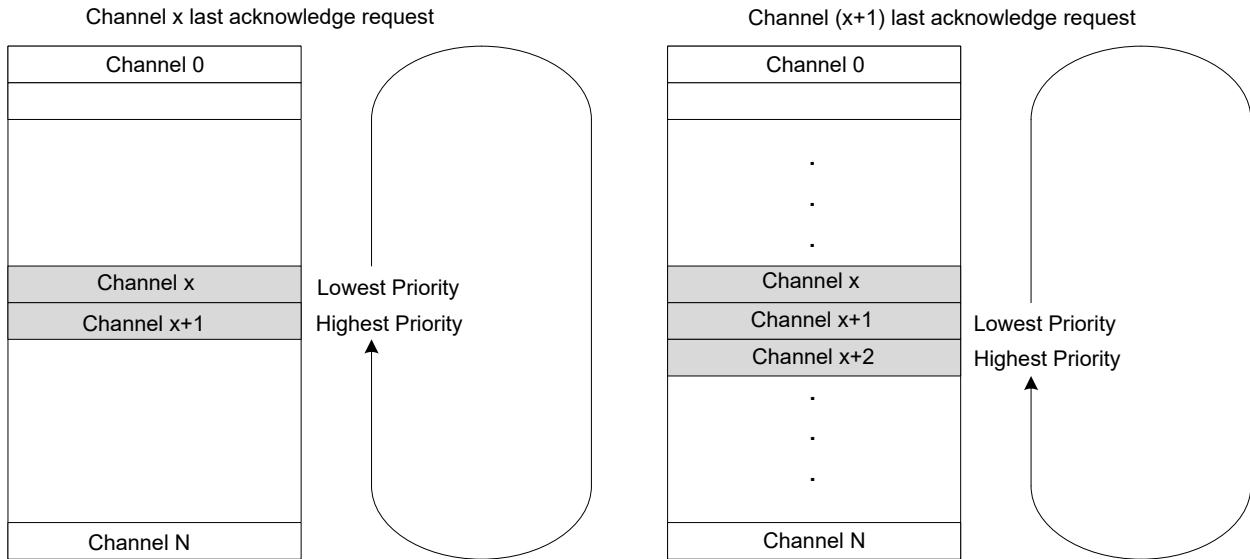 Channel x last acknowledge request
Channel 0
Channel x
Lowest Priority
Channel x+1
Highest Priority
Channel N
Channel (x+1) last acknowledge request
Channel 0
.
.
.
Channel x
Channel x+1
Lowest Priority
Channel x+2
Highest Priority
.
.
.
Channel N